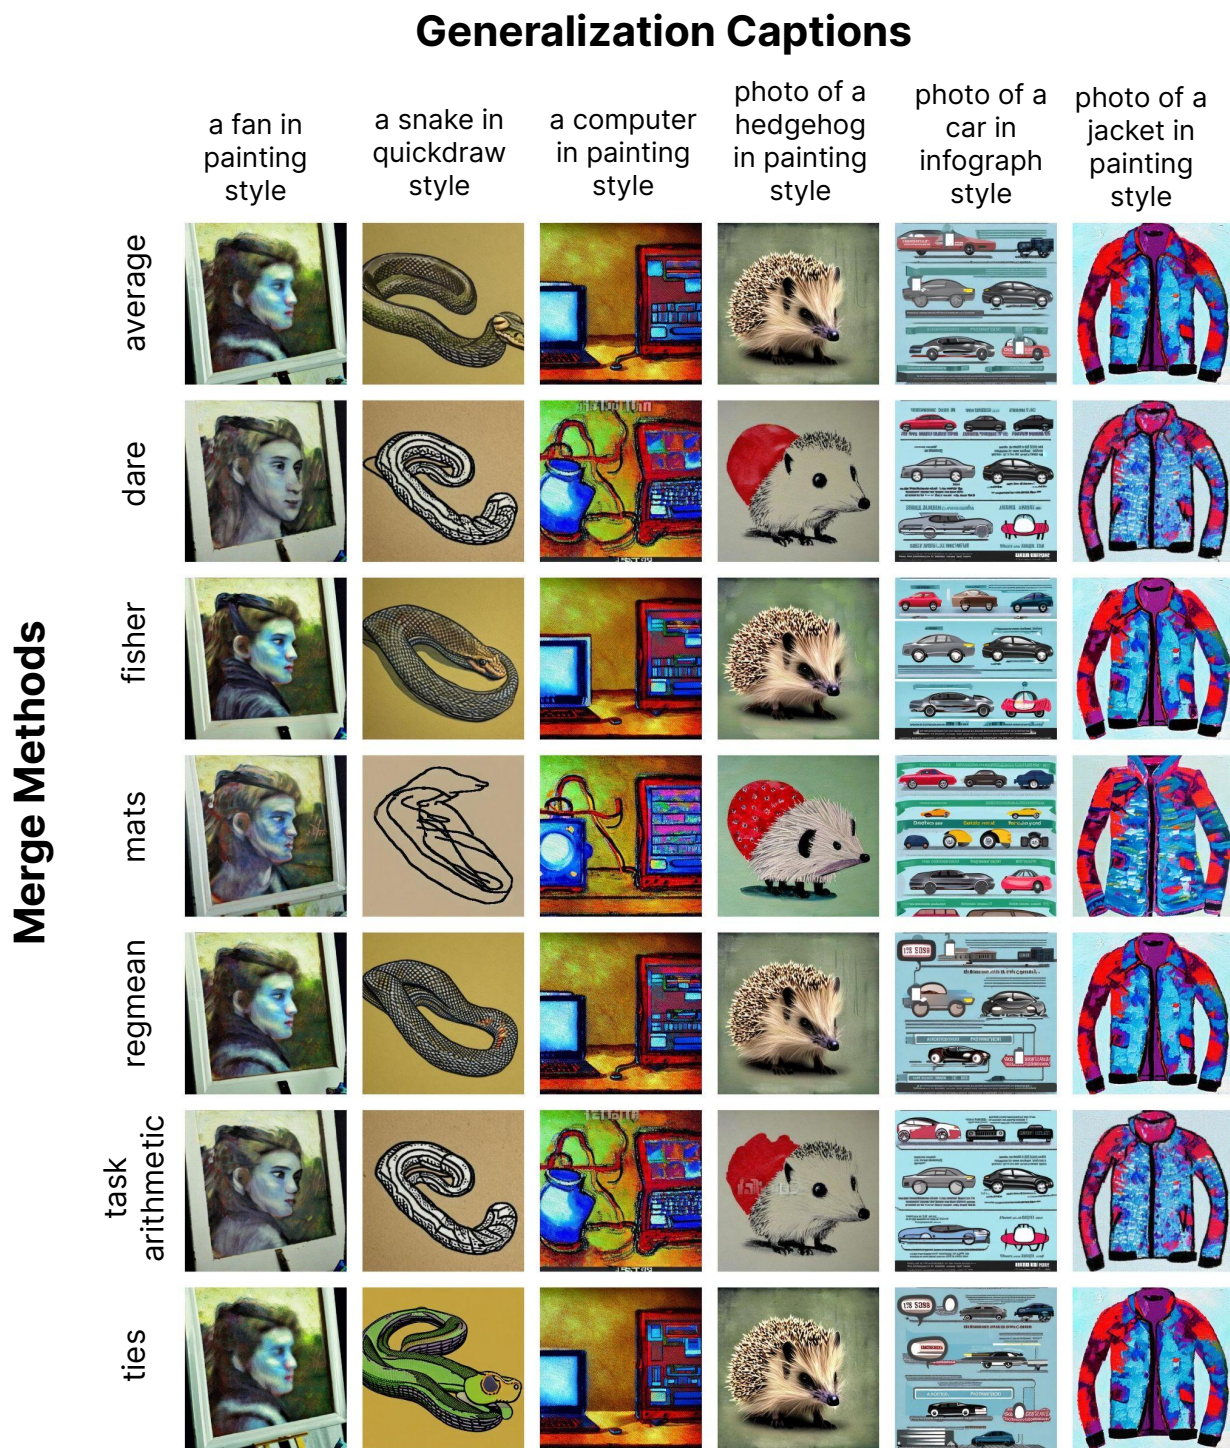 Generalization Captions
a fan in
painting
style
a snake in
quickdraw
style
a computer
in painting
style
photo of a
hedgehog
in painting
style
photo of a
car in
infograph
style
photo of a
jacket in
painting
style
Merge Methods
average
dare
fisher
mats
regmean
task
arithmetic
ties